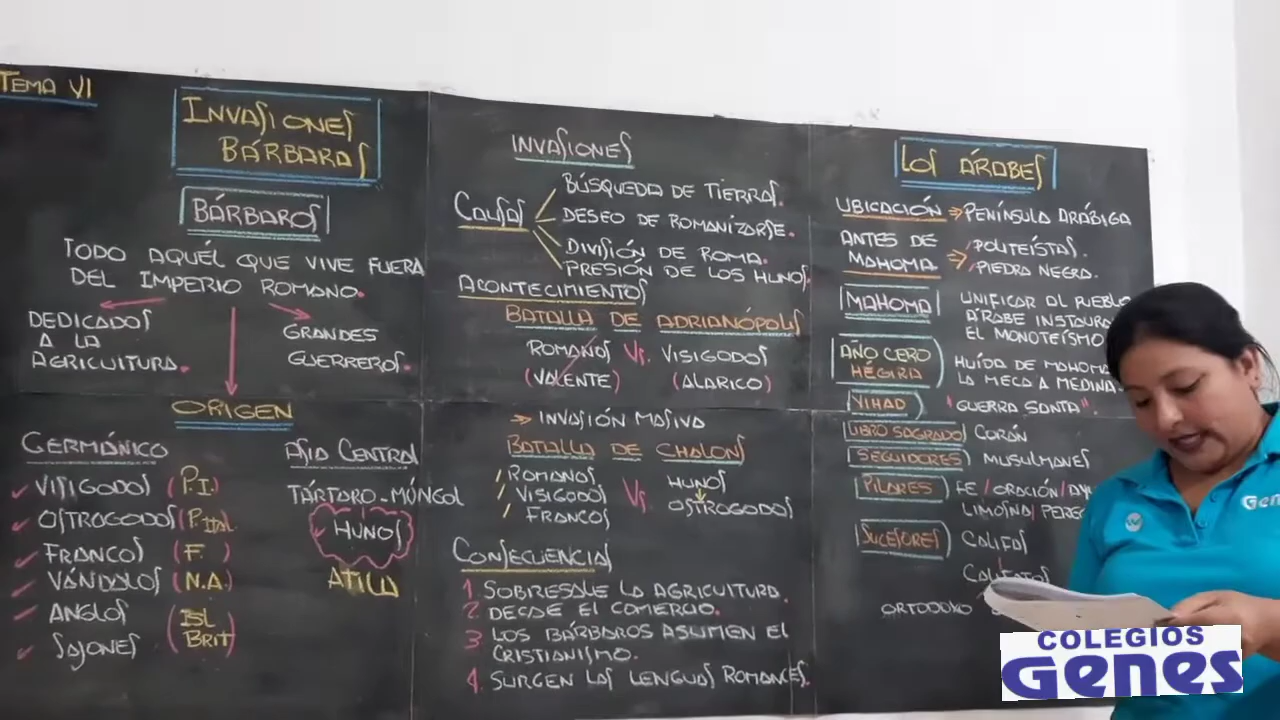 TEMA VI
INVASIONES
BÁRBARAS
BÁRBAROS
TODO AQUÉL QUE VIVE FUERA
DEL IMPERIO ROMANO.
DEDICADOS
A LA
AGRICULTURA.
GRANDES
GUERREROS.
ORIGEN
GERMÁNICO
VISIGODOS (P.I.)
OSTROGODOS (P. Ital)
FRANCOS (F.)
VÁNDALOS (N.A.)
ANGLOS
SAJONES
(ISL
BRIT)
ASIA CENTRAL
TÁRTARO-MÓNGOL
HUNOS
ATILA
INVASIONES
CAUSAS
BÚSQUEDA DE TIERRAS.
DESEO DE ROMANIZARSE.
DIVISIÓN DE ROMA.
PRESIÓN DE LOS HUNOS.
ACONTECIMIENTOS
BATALLA DE ADRIANÓPOLIS
ROMANOS Vs. VISIGODOS
(VALENTE) (ALARICO)
INVASIÓN MASIVA
BATALLA DE CHALONS
ROMANOS
VISIGODOS
FRANCOS
Vs
HUNOS
OSTROGODOS
CONSECUENCIAS
1. SOBRESALE LA AGRICULTURA.
2. DECAE EL COMERCIO.
3 LOS BÁRBAROS ASUMEN EL
CRISTIANISMO.
4. SURGEN LAS LENGUAS ROMANCES.
LOS ÁRABES
UBICACIÓN PENÍNSULA ARÁBIGA
ANTES DE
MAHOMA
POLITEÍSTAS.
PIEDRA NEGRA.
MAHOMA
UNIFICAR AL PUEBLO
ÁRABE
EL MONOTEÍSMO
AÑO CERO
HÉGIRA
HUÍDA DE MAHOMA
LA MECA A MEDINA.
YIHAD "GUERRA SANTA".
LIBRO SAGRADO CORÁN
SEGUIDORES MUSULMANES
PILARES FE / ORACIÓN /
LIMOSNA /
SUCESORES CALIFAS
ORTODOXO
Gen
COLEGIOS
Genes